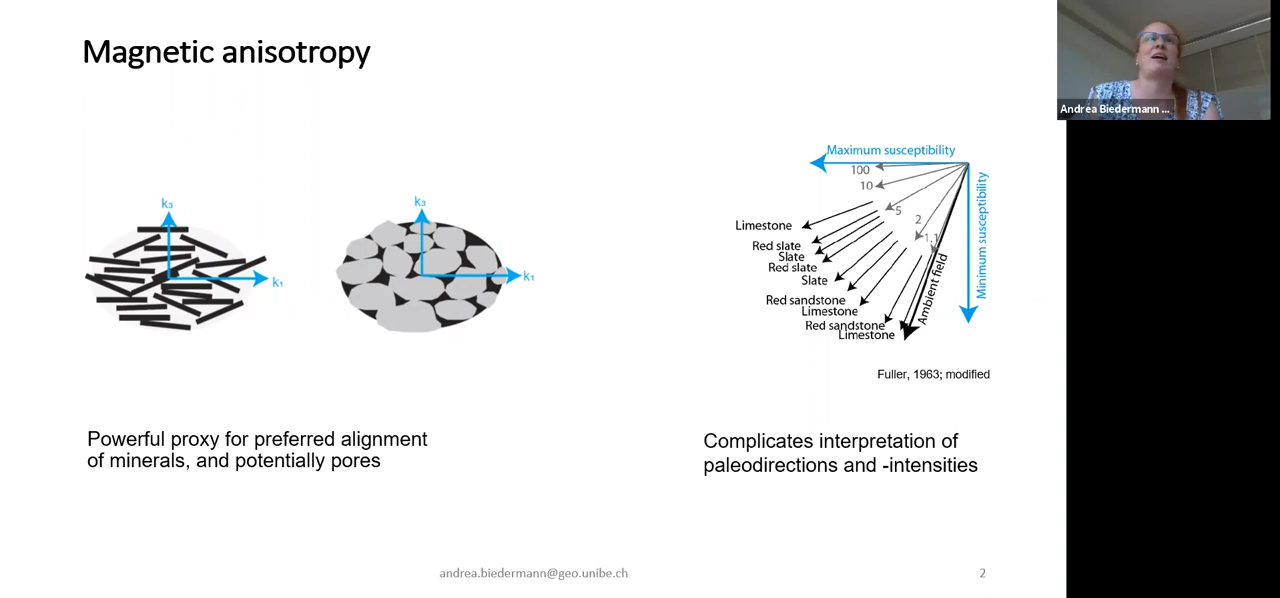 Magnetic anisotropy
Andrea Biedermann ...
k₃
k₁
k₃
k₁
Maximum susceptibility
Minimum susceptibility
100
10
5
2
1.1
Ambient field
Limestone
Red slate
Slate
Red slate
Slate
Red sandstone
Limestone
Red sandstone
Limestone
Fuller, 1963; modified
Powerful proxy for preferred alignment
of minerals, and potentially pores
Complicates interpretation of
paleodirections and -intensities
andrea.biedermann@geo.unibe.ch
2